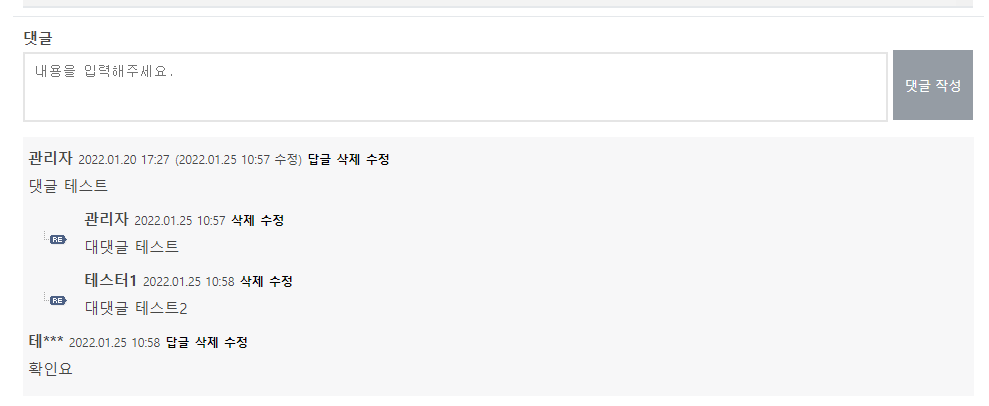 댓글
내용을 입력해주세요.
댓글 작성
관리자 2022.01.20 17:27 (2022.01.25 10:57 수정) 답글 삭제 수정
댓글 테스트
관리자 2022.01.25 10:57 삭제 수정
RE
대댓글 테스트
테스터1 2022.01.25 10:58 삭제 수정
RE
대댓글 테스트2
테*** 2022.01.25 10:58 답글 삭제 수정
확인요